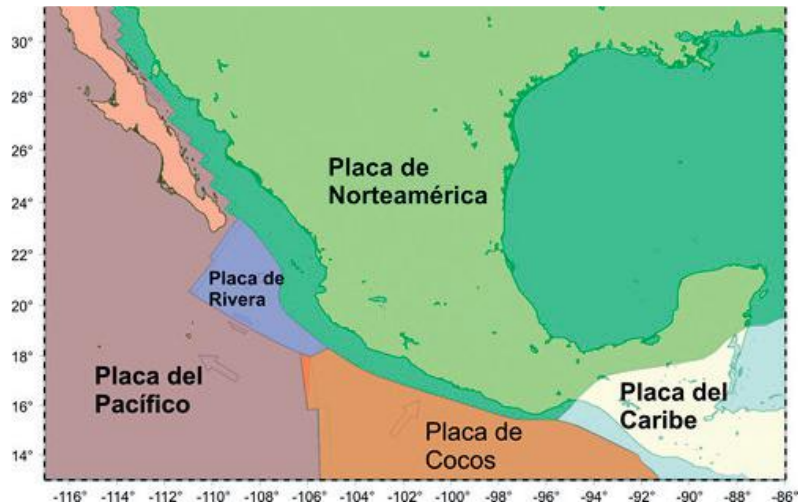 30°
28°
26°
24°
22°
20°
18°
16°
14°
Placa de
Norteamérica
Placa de
Rivera
Placa del
Pacífico
Placa del
Caribe
Placa de
Cocos
-116° -114° -112° -110° -108° -106° -104° -102° -100° -98° -96° -94° -92° -90° -88° -86